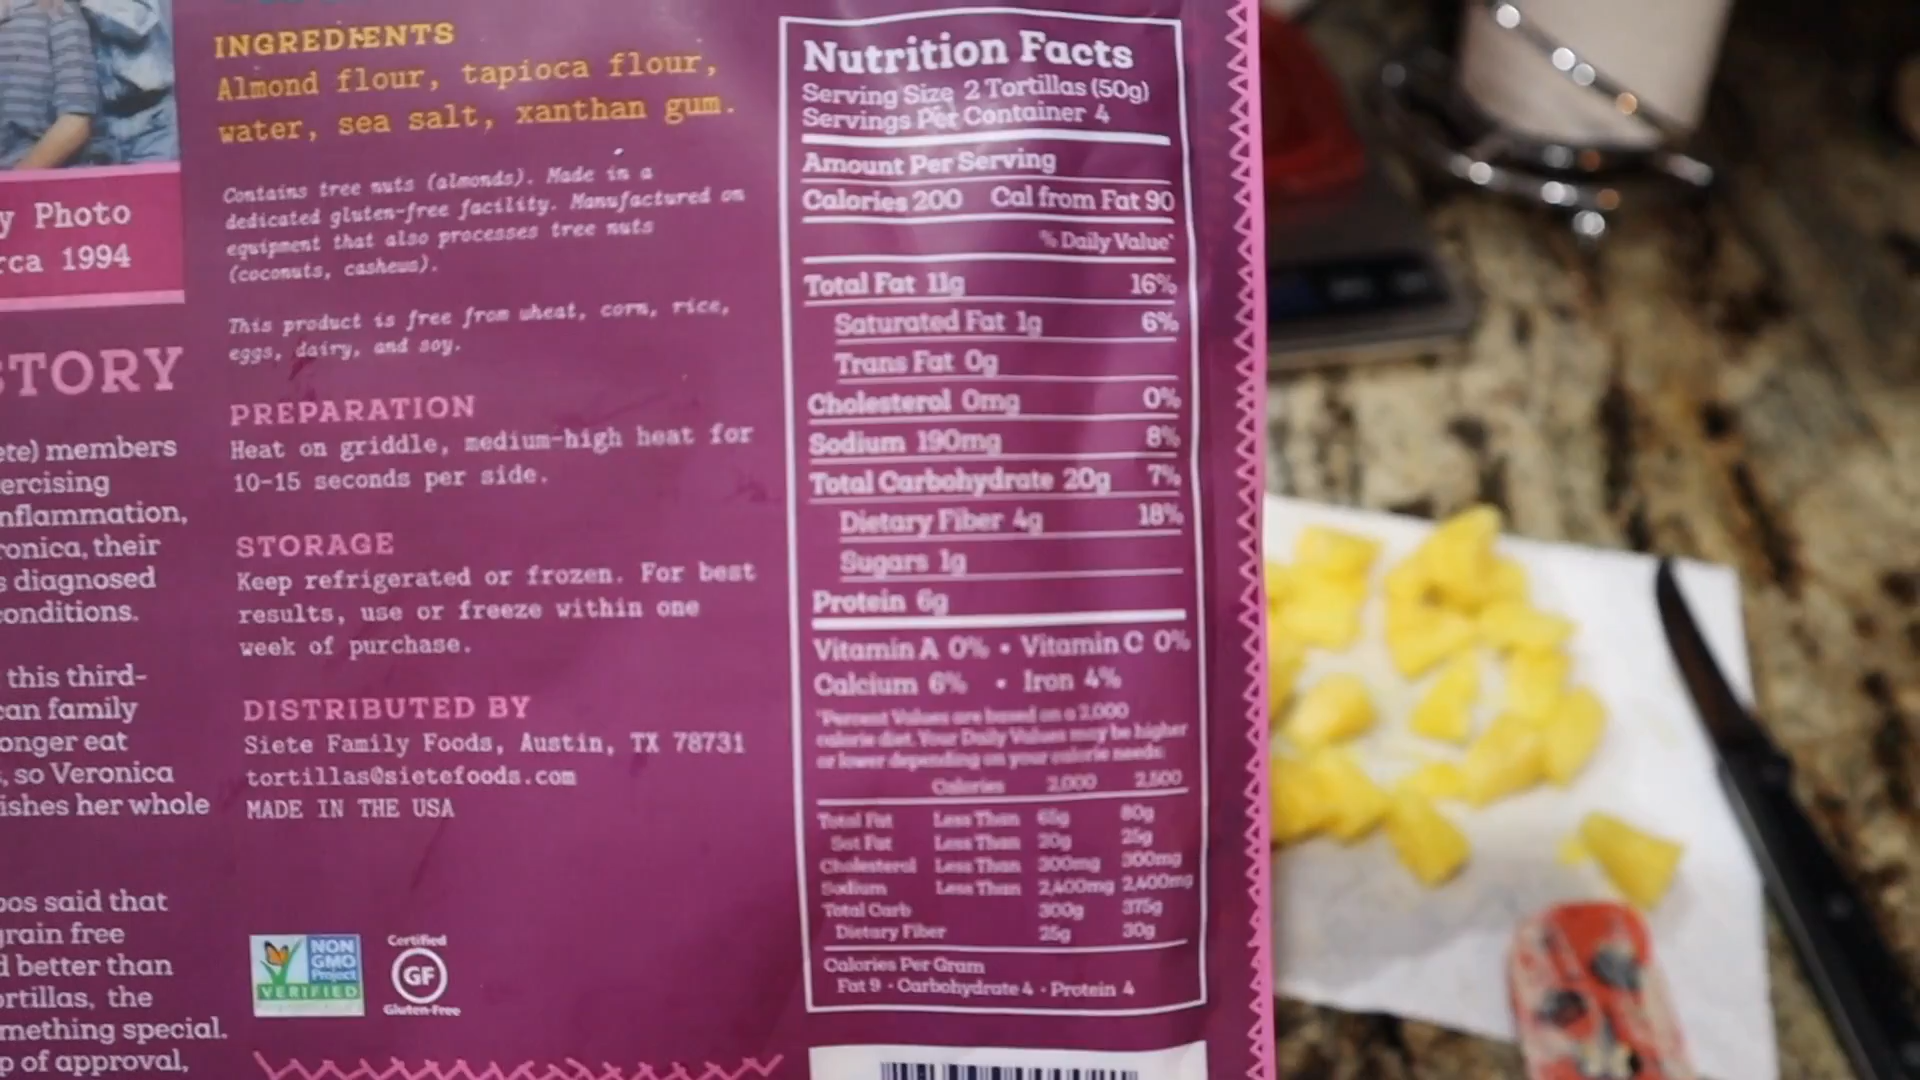 y Photo
rca 1994
STORY
ete) members
ercising
nflammation,
ronica, their
s diagnosed
conditions.
this third-
can family
onger eat
, so Veronica
ishes her whole
oos said that
grain free
d better than
ortillas, the
mething special.
p of approval,
INGREDIENTS
Almond flour, tapioca flour,
water, sea salt, xanthan gum.
Contains tree nuts (almonds). Made in a
dedicated gluten-free facility. Manufactured on
equipment that also processes tree nuts
(coconuts, cashews).
This product is free from wheat, corn, rice,
eggs, dairy, and soy.
PREPARATION
Heat on griddle, medium-high heat for
10-15 seconds per side.
STORAGE
Keep refrigerated or frozen. For best
results, use or freeze within one
week of purchase.
DISTRIBUTED BY
Siete Family Foods, Austin, TX 78731
tortillas@sietefoods.com
MADE IN THE USA
NON
GMO
Project
VERIFIED
Certified
GF
Gluten-Free
Nutrition Facts
Serving Size 2 Tortillas (50g)
Servings Per Container 4
Amount Per Serving
Calories 200 Cal from Fat 90
% Daily Value*
Total Fat 11g 16%
Saturated Fat 1g 6%
Trans Fat 0g
Cholesterol 0mg 0%
Sodium 190mg 8%
Total Carbohydrate 20g 7%
Dietary Fiber 4g 18%
Sugars 1g
Protein 6g
Vitamin A 0% • Vitamin C 0%
Calcium 6% • Iron 4%
*Percent Values are based on a 2,000
calorie diet. Your Daily Values may be higher
or lower depending on your calorie needs:
Calories 2,000 2,500
Total Fat Less Than 65g 80g
Sat Fat Less Than 20g 25g
Cholesterol Less Than 300mg 300mg
Sodium Less Than 2,400mg 2,400mg
Total Carb 300g 375g
Dietary Fiber 25g 30g
Calories Per Gram
Fat 9 • Carbohydrate 4 • Protein 4